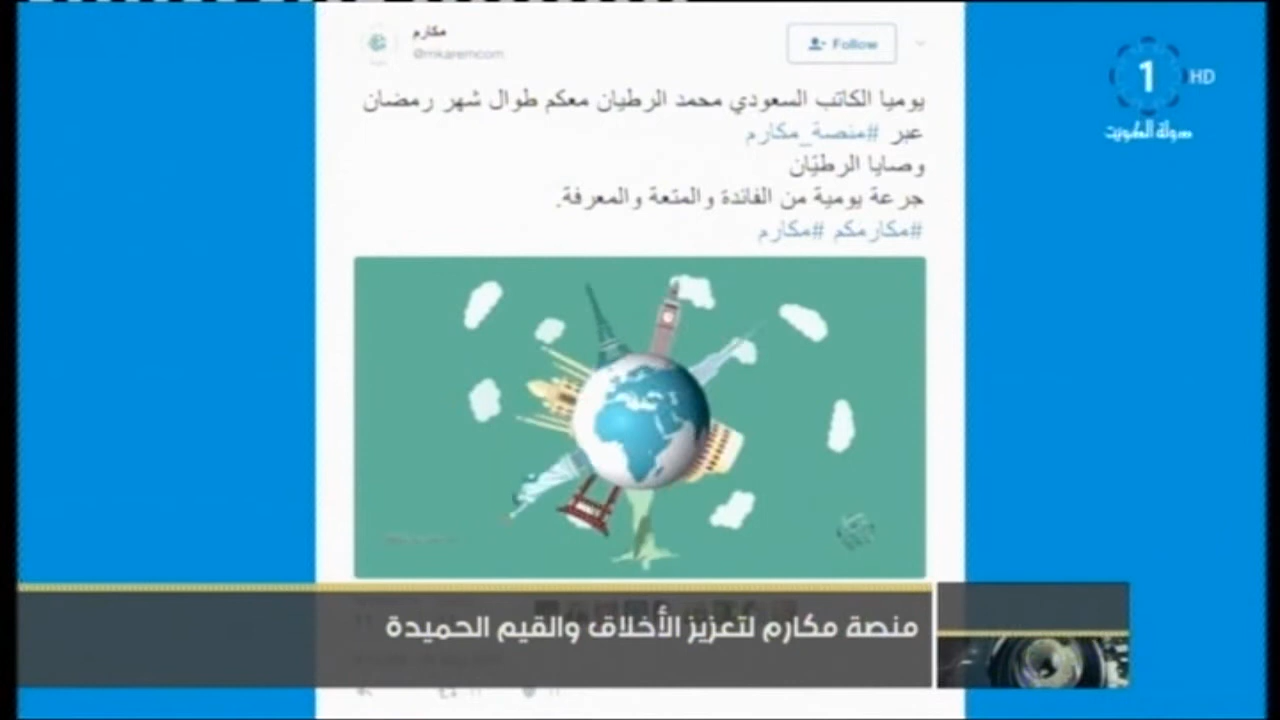 مكارم
@mkaremcom
Follow
يوميا الكاتب السعودي محمد الرطيان معكم طوال شهر رمضان
عبر #منصة_مكارم
وصايا الرطيّان
جرعة يومية من الفائدة والمتعة والمعرفة.
#مكارمكم #مكارم
1 HD
دولة الكويت
منصة مكارم لتعزيز الأخلاق والقيم الحميدة